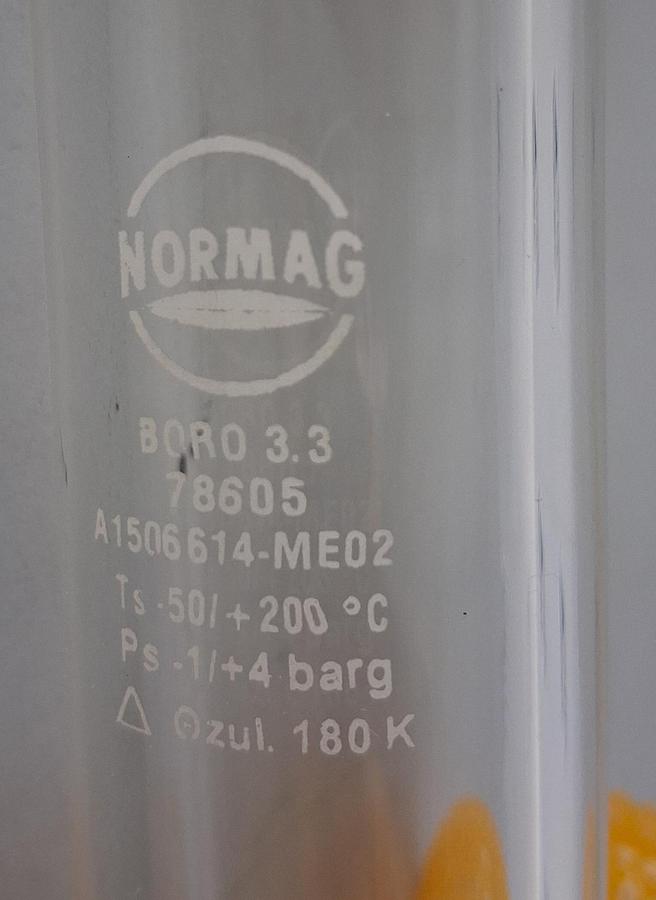 NORMAG
BORO 3.3
78605
A1506614-ME02
Ts -50/+200 °C
Ps -1/+4 barg
△ Θzul. 180 K